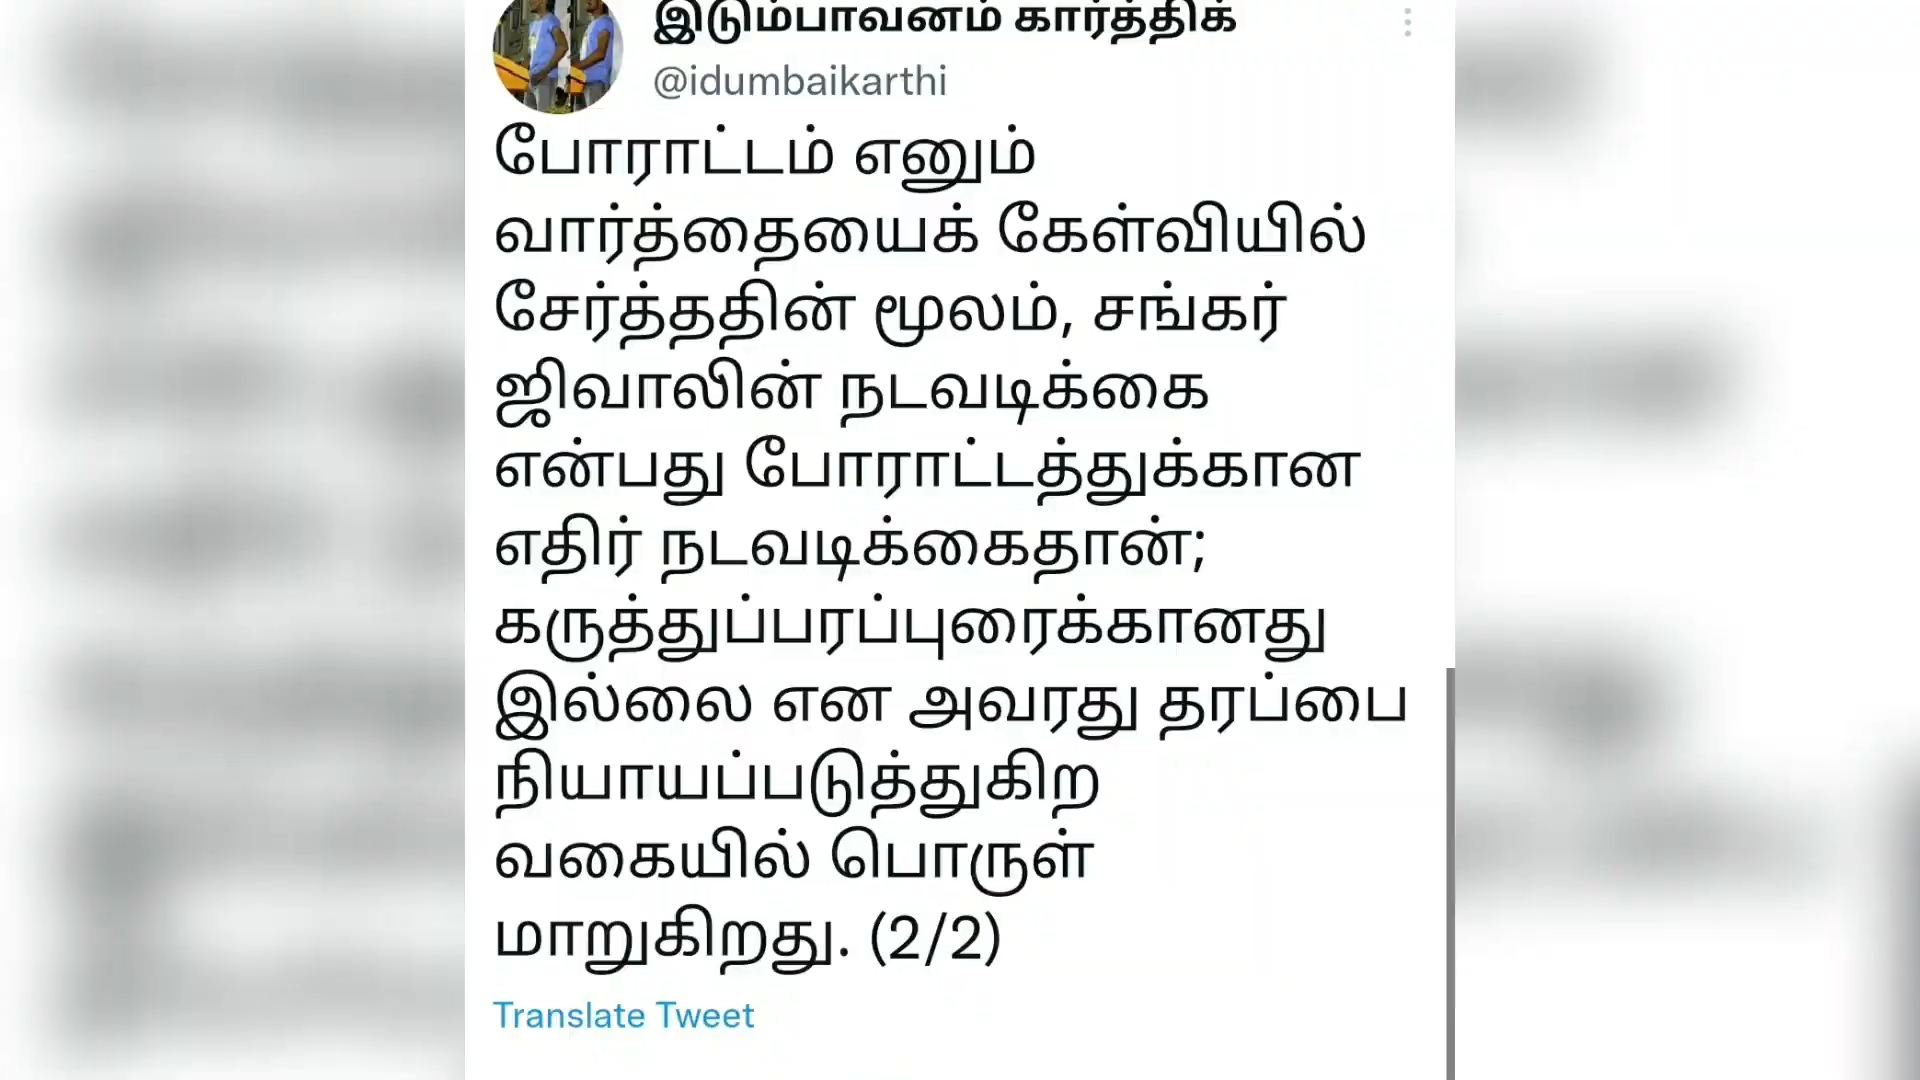 இடும்பாவனம் கார்த்திக்
@idumbaikarthi
போராட்டம் எனும்
வார்த்தையைக் கேள்வியில்
சேர்த்ததின் மூலம், சங்கர்
ஜிவாலின் நடவடிக்கை
என்பது போராட்டத்துக்கான
எதிர் நடவடிக்கைதான்;
கருத்துப்பரப்புரைக்கானது
இல்லை என அவரது தரப்பை
நியாயப்படுத்துகிற
வகையில் பொருள்
மாறுகிறது. (2/2)
Translate Tweet